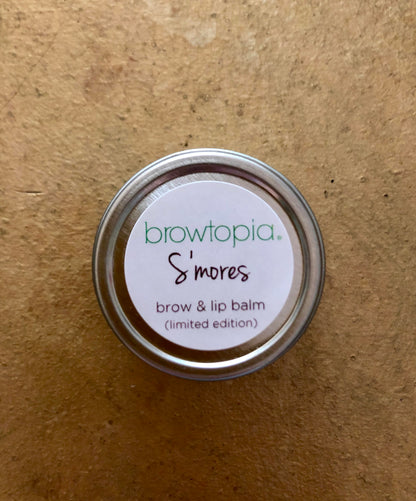 browtopia®
S'mores
brow & lip balm
(limited edition)